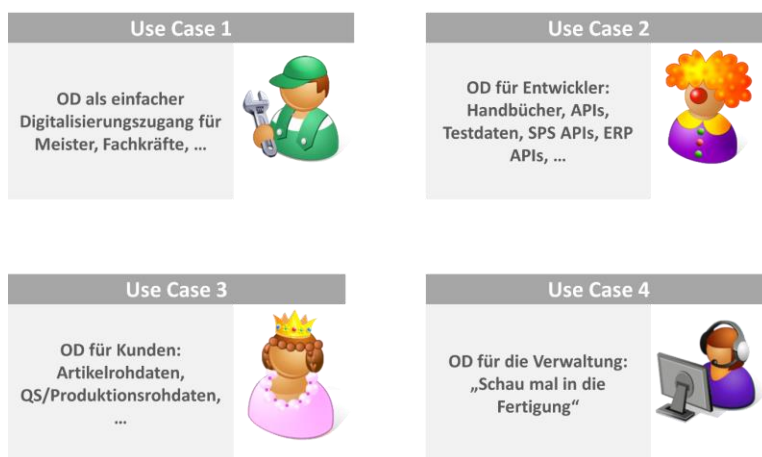 Use Case 1
OD als einfacher
Digitalisierungszugang für
Meister, Fachkräfte, ...
Use Case 2
OD für Entwickler:
Handbücher, APIs,
Testdaten, SPS APIs, ERP
APIs, ...
Use Case 3
OD für Kunden:
Artikelrohdaten,
QS/Produktionsrohdaten,
...
Use Case 4
OD für die Verwaltung:
„Schau mal in die
Fertigung“